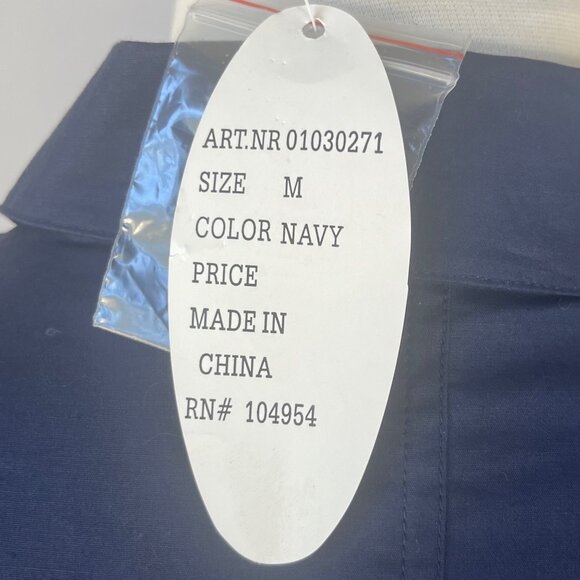 ART.NR 01030271
SIZE M
COLOR NAVY
PRICE
MADE IN
CHINA
RN# 104954